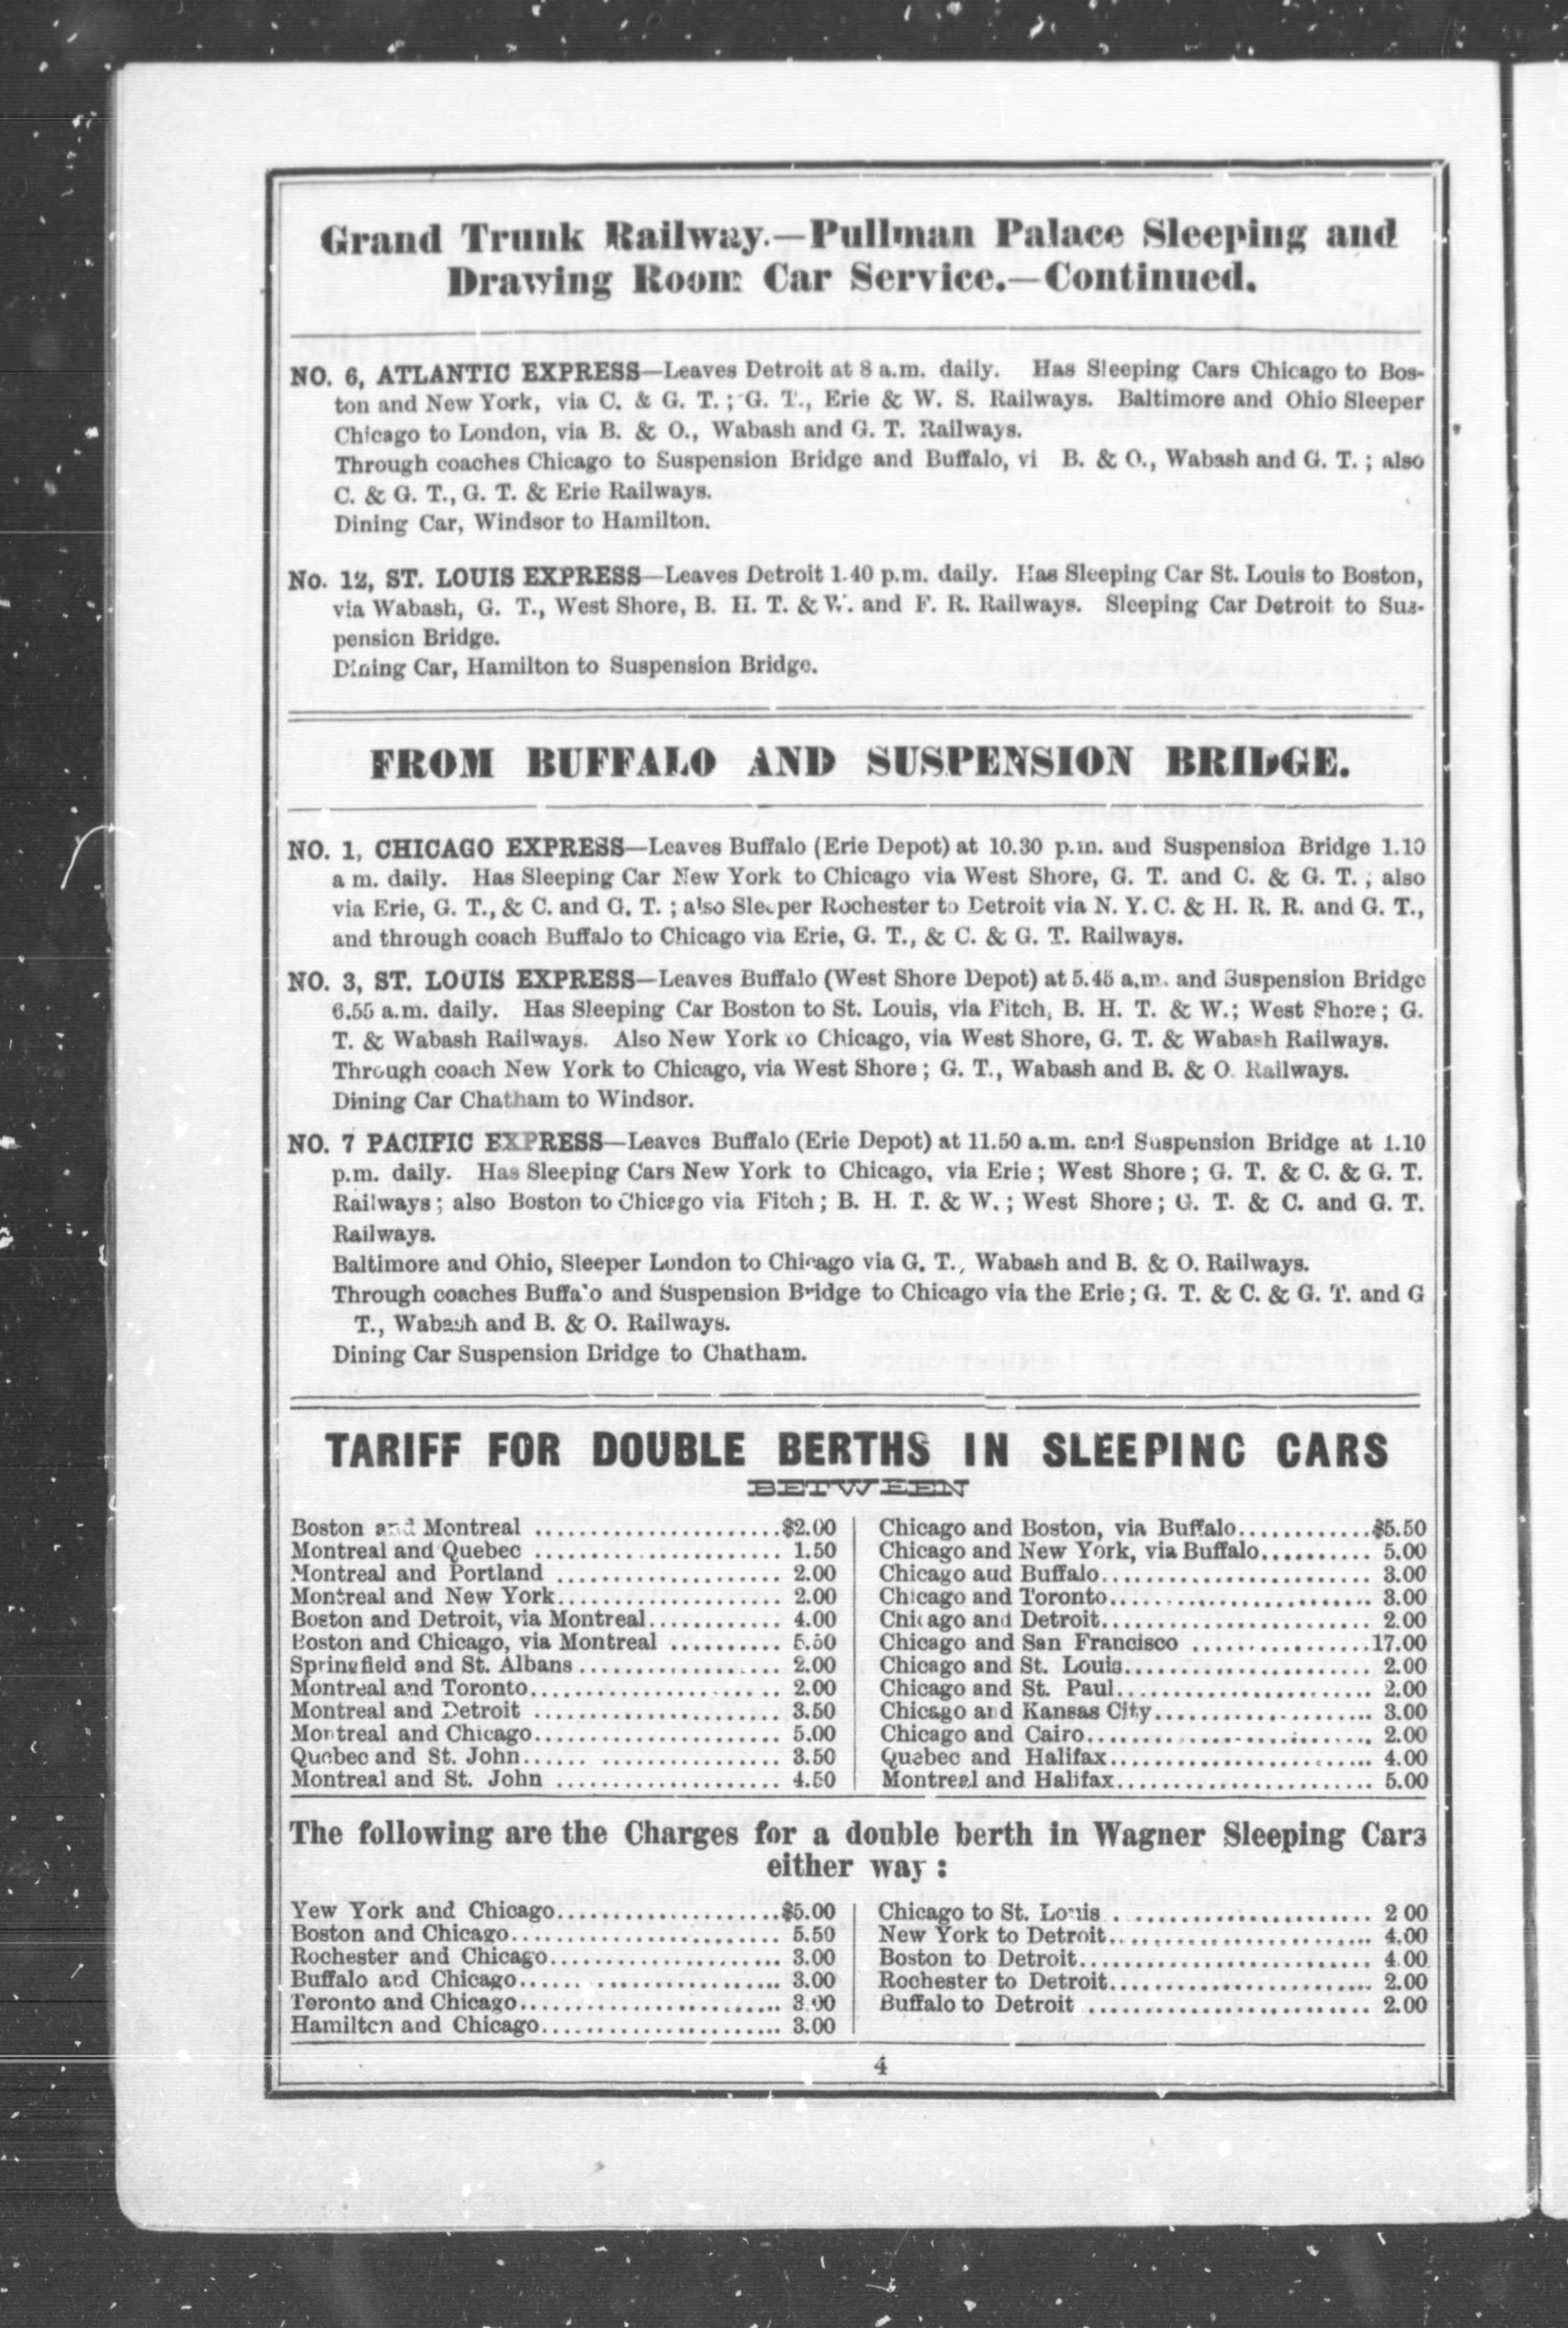 Grand Trunk Railway.—Pullman Palace Sleeping and
Drawing Room Car Service.—Continued.
NO. 6, ATLANTIC EXPRESS—Leaves Detroit at 8 a.m. daily. Has Sleeping Cars Chicago to Bos-
ton and New York, via C. & G. T.; G. T., Erie & W. S. Railways. Baltimore and Ohio Sleeper
Chicago to London, via B. & O., Wabash and G. T. Railways.
Through coaches Chicago to Suspension Bridge and Buffalo, vi B. & O., Wabash and G. T.; also
C. & G. T., G. T. & Erie Railways.
Dining Car, Windsor to Hamilton.
No. 12, ST. LOUIS EXPRESS—Leaves Detroit 1.40 p.m. daily. Has Sleeping Car St. Louis to Boston,
via Wabash, G. T., West Shore, B. H. T. & W. and F. R. Railways. Sleeping Car Detroit to Sus-
pension Bridge.
Dining Car, Hamilton to Suspension Bridge.
FROM BUFFALO AND SUSPENSION BRIDGE.
NO. 1, CHICAGO EXPRESS—Leaves Buffalo (Erie Depot) at 10.30 p.m. and Suspension Bridge 1.10
a m. daily. Has Sleeping Car New York to Chicago via West Shore, G. T. and C. & G. T., also
via Erie, G. T., & C. and G. T.; also Sleeper Rochester to Detroit via N. Y. C. & H. R. R. and G. T.,
and through coach Buffalo to Chicago via Erie, G. T., & C. & G. T. Railways.
NO. 3, ST. LOUIS EXPRESS—Leaves Buffalo (West Shore Depot) at 5.45 a.m. and Suspension Bridge
6.55 a.m. daily. Has Sleeping Car Boston to St. Louis, via Fitch, B. H. T. & W.; West Shore; G.
T. & Wabash Railways. Also New York to Chicago, via West Shore, G. T. & Wabash Railways.
Through coach New York to Chicago, via West Shore; G. T., Wabash and B. & O. Railways.
Dining Car Chatham to Windsor.
NO. 7 PACIFIC EXPRESS—Leaves Buffalo (Erie Depot) at 11.50 a.m. and Suspension Bridge at 1.10
p.m. daily. Has Sleeping Cars New York to Chicago, via Erie; West Shore; G. T. & C. & G. T.
Railways; also Boston to Chicago via Fitch; B. H. T. & W.; West Shore; G. T. & C. and G. T.
Railways.
Baltimore and Ohio, Sleeper London to Chicago via G. T., Wabash and B. & O. Railways.
Through coaches Buffalo and Suspension Bridge to Chicago via the Erie; G. T. & C. & G. T. and G
T., Wabash and B. & O. Railways.
Dining Car Suspension Bridge to Chatham.
TARIFF FOR DOUBLE BERTHS IN SLEEPING CARS
BETWEEN
Boston and Montreal ...................... $2.00
Montreal and Quebec ...................... 1.50
Montreal and Portland .................... 2.00
Montreal and New York.................... 2.00
Boston and Detroit, via Montreal............ 4.00
Boston and Chicago, via Montreal .......... 5.50
Springfield and St. Albans.................. 2.00
Montreal and Toronto...................... 2.00
Montreal and Detroit ...................... 3.50
Montreal and Chicago...................... 5.00
Quebec and St. John...................... 3.50
Montreal and St. John .................... 4.50
Chicago and Boston, via Buffalo............ $5.50
Chicago and New York, via Buffalo.......... 5.00
Chicago aud Buffalo........................ 3.00
Chicago and Toronto........................ 3.00
Chicago and Detroit........................ 2.00
Chicago and San Francisco ................ 17.00
Chicago and St. Louis...................... 2.00
Chicago and St. Paul...................... 2.00
Chicago and Kansas City.................... 3.00
Chicago and Cairo.......................... 2.00
Quebec and Halifax........................ 4.00
Montreal and Halifax...................... 5.00
The following are the Charges for a double berth in Wagner Sleeping Cars
either way:
Yew York and Chicago.................... $5.00
Boston and Chicago........................ 5.50
Rochester and Chicago.................... 3.00
Buffalo and Chicago...................... 3.00
Toronto and Chicago...................... 3.00
Hamilton and Chicago.................... 3.00
Chicago to St. Louis ...................... 2 00
New York to Detroit...................... 4.00
Boston to Detroit.......................... 4.00
Rochester to Detroit...................... 2.00
Buffalo to Detroit ........................ 2.00
4